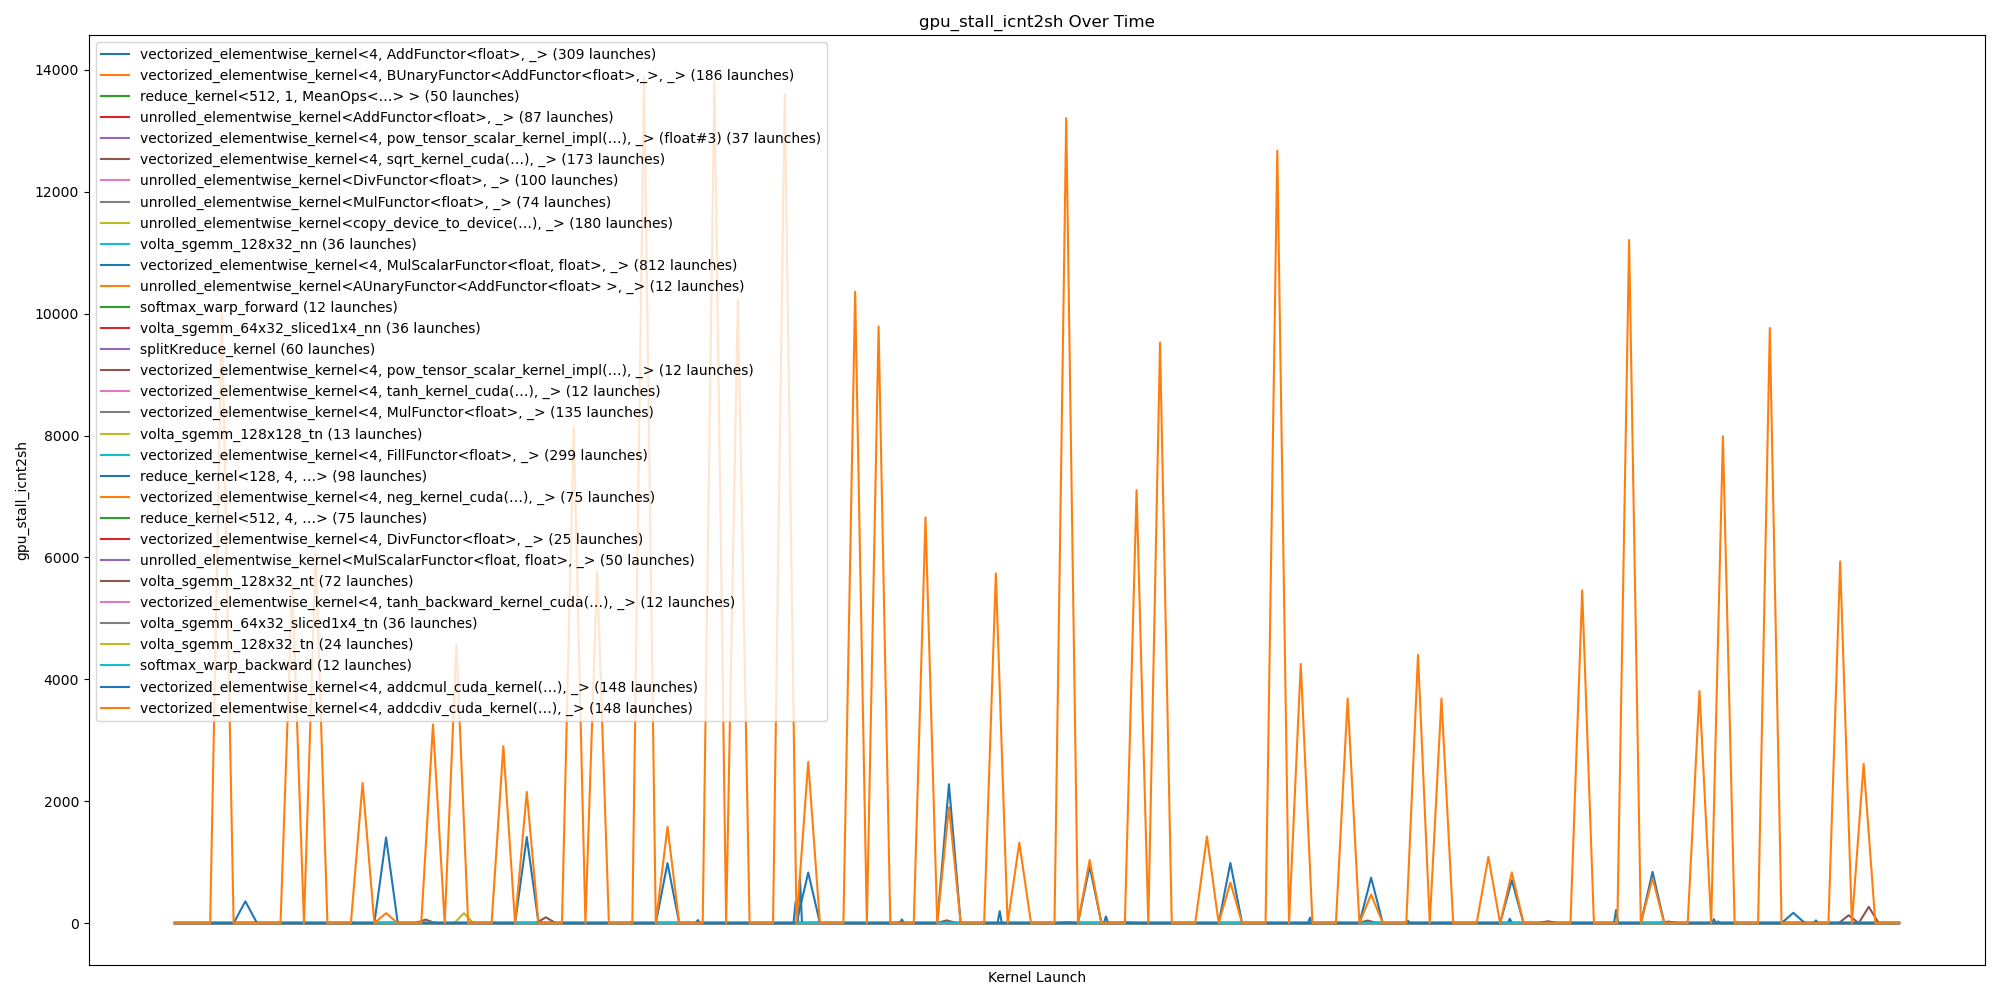 gpu_stall_icnt2sh Over Time
vectorized_elementwise_kernel<4, AddFunctor<float>, _> (309 launches)
vectorized_elementwise_kernel<4, BUnaryFunctor<AddFunctor<float>,_>, _> (186 launches)
reduce_kernel<512, 1, MeanOps<...> > (50 launches)
unrolled_elementwise_kernel<AddFunctor<float>, _> (87 launches)
vectorized_elementwise_kernel<4, pow_tensor_scalar_kernel_impl(...), _> (float#3) (37 launches)
vectorized_elementwise_kernel<4, sqrt_kernel_cuda(...), _> (173 launches)
unrolled_elementwise_kernel<DivFunctor<float>, _> (100 launches)
unrolled_elementwise_kernel<MulFunctor<float>, _> (74 launches)
unrolled_elementwise_kernel<copy_device_to_device(...), _> (180 launches)
volta_sgemm_128x32_nn (36 launches)
vectorized_elementwise_kernel<4, MulScalarFunctor<float, float>, _> (812 launches)
unrolled_elementwise_kernel<AUnaryFunctor<AddFunctor<float> >, _> (12 launches)
softmax_warp_forward (12 launches)
volta_sgemm_64x32_sliced1x4_nn (36 launches)
splitKreduce_kernel (60 launches)
vectorized_elementwise_kernel<4, pow_tensor_scalar_kernel_impl(...), _> (12 launches)
vectorized_elementwise_kernel<4, tanh_kernel_cuda(...), _> (12 launches)
vectorized_elementwise_kernel<4, MulFunctor<float>, _> (135 launches)
volta_sgemm_128x128_tn (13 launches)
vectorized_elementwise_kernel<4, FillFunctor<float>, _> (299 launches)
reduce_kernel<128, 4, ...> (98 launches)
vectorized_elementwise_kernel<4, neg_kernel_cuda(...), _> (75 launches)
reduce_kernel<512, 4, ...> (75 launches)
vectorized_elementwise_kernel<4, DivFunctor<float>, _> (25 launches)
unrolled_elementwise_kernel<MulScalarFunctor<float, float>, _> (50 launches)
volta_sgemm_128x32_nt (72 launches)
vectorized_elementwise_kernel<4, tanh_backward_kernel_cuda(...), _> (12 launches)
volta_sgemm_64x32_sliced1x4_tn (36 launches)
volta_sgemm_128x32_tn (24 launches)
softmax_warp_backward (12 launches)
vectorized_elementwise_kernel<4, addcmul_cuda_kernel(...), _> (148 launches)
vectorized_elementwise_kernel<4, addcdiv_cuda_kernel(...), _> (148 launches)
14000
12000
10000
8000
6000
4000
2000
0
gpu_stall_icnt2sh
Kernel Launch